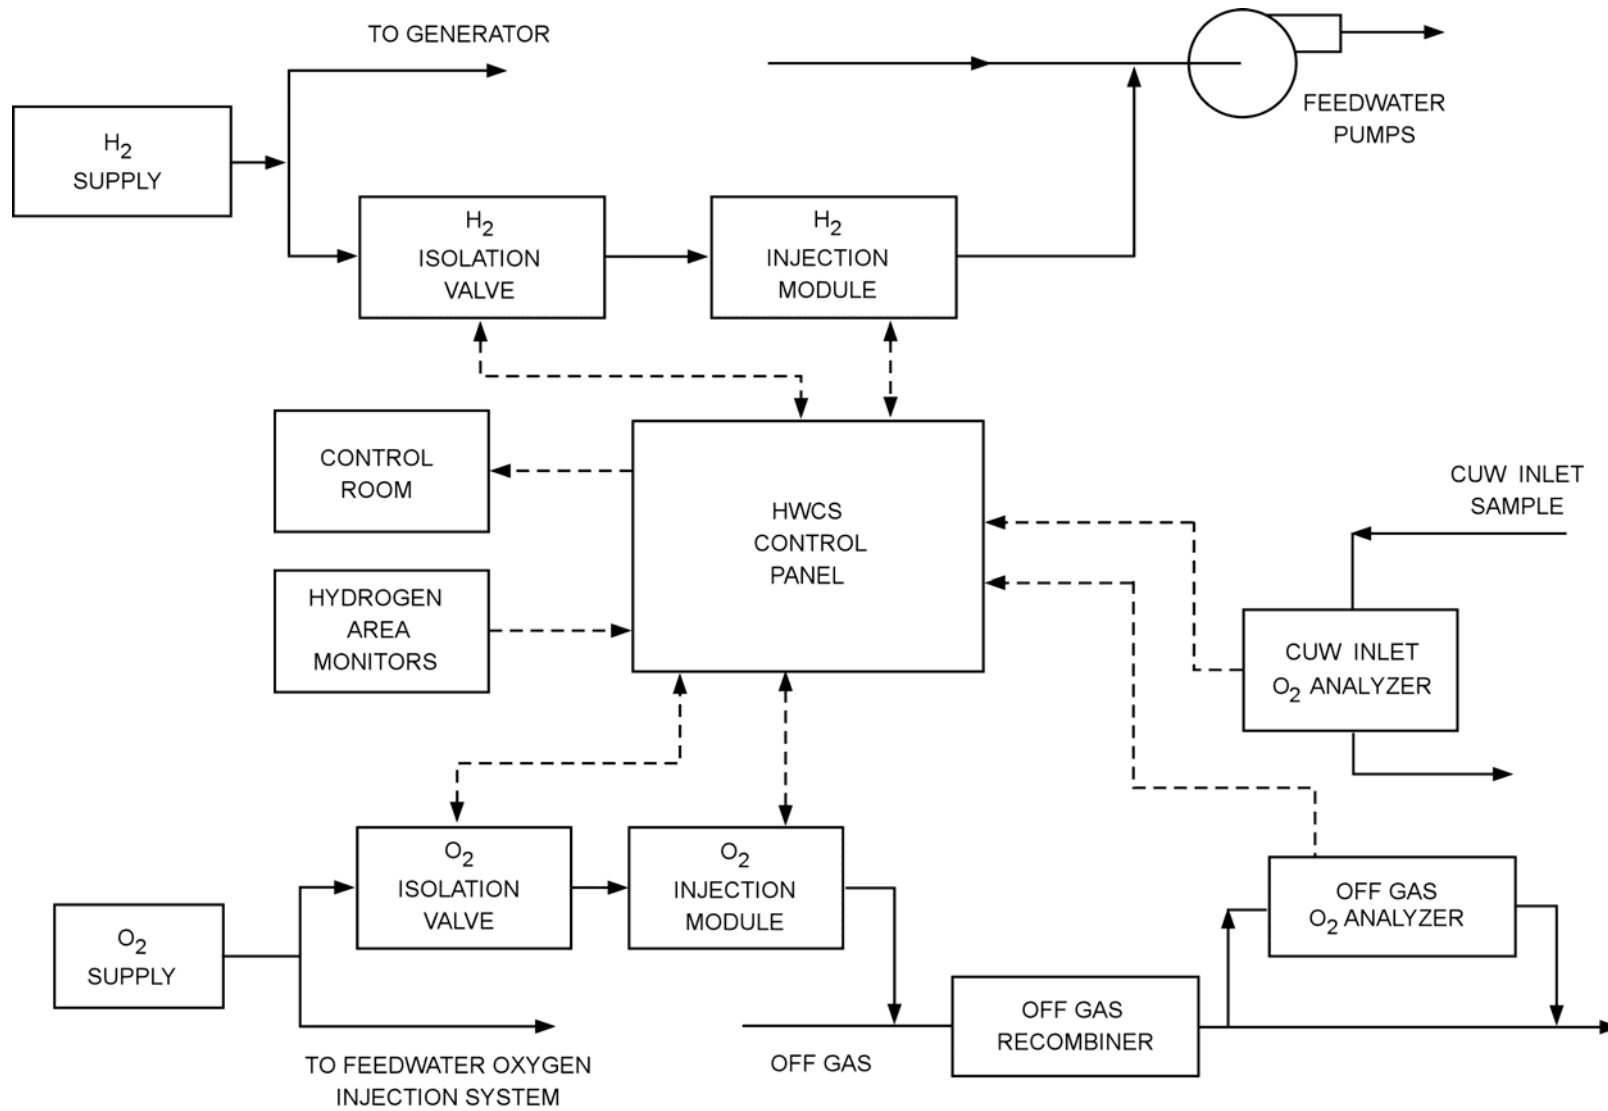 TO GENERATOR
FEEDWATER
PUMPS
H2
SUPPLY
H2
ISOLATION
VALVE
H2
INJECTION
MODULE
CONTROL
ROOM
HWCS
CONTROL
PANEL
CUW INLET
SAMPLE
HYDROGEN
AREA
MONITORS
CUW INLET
O2 ANALYZER
O2
ISOLATION
VALVE
O2
INJECTION
MODULE
OFF GAS
O2 ANALYZER
O2
SUPPLY
OFF GAS
RECOMBINER
TO FEEDWATER OXYGEN
INJECTION SYSTEM
OFF GAS